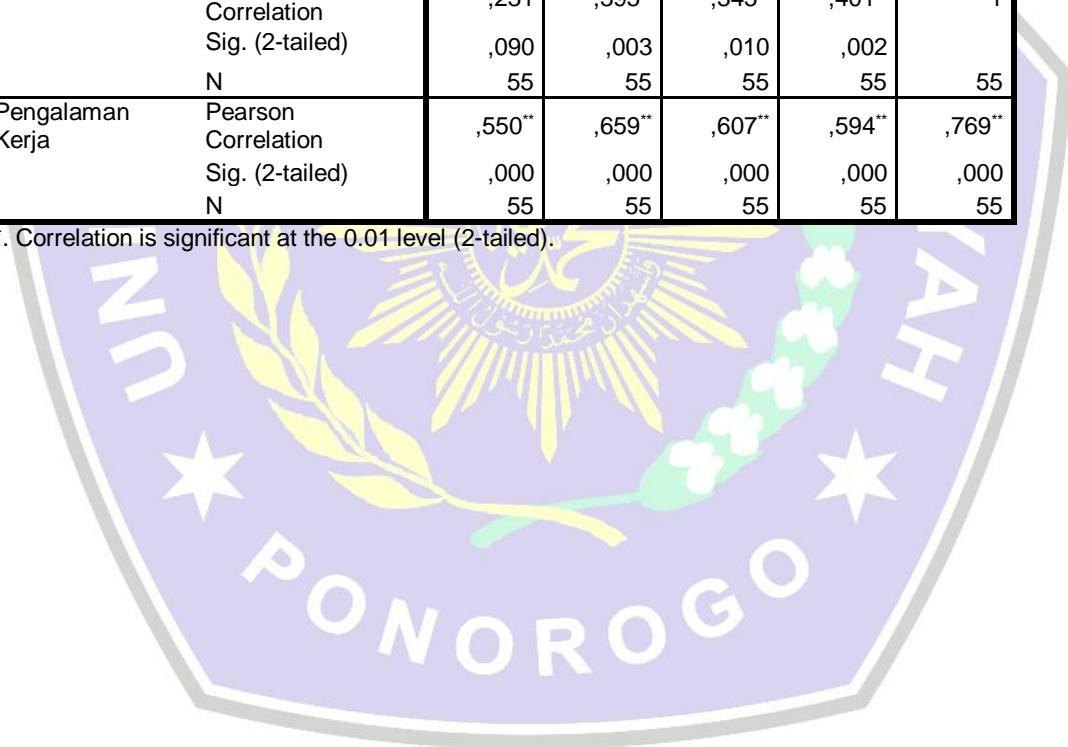 Correlation
Sig. (2-tailed) ,090 ,003 ,010 ,002
N 55 55 55 55 55
Pengalaman Kerja Pearson Correlation ,550** ,659** ,607** ,594** ,769**
Sig. (2-tailed) ,000 ,000 ,000 ,000 ,000
N 55 55 55 55 55
. Correlation is significant at the 0.01 level (2-tailed).
PONOROGO